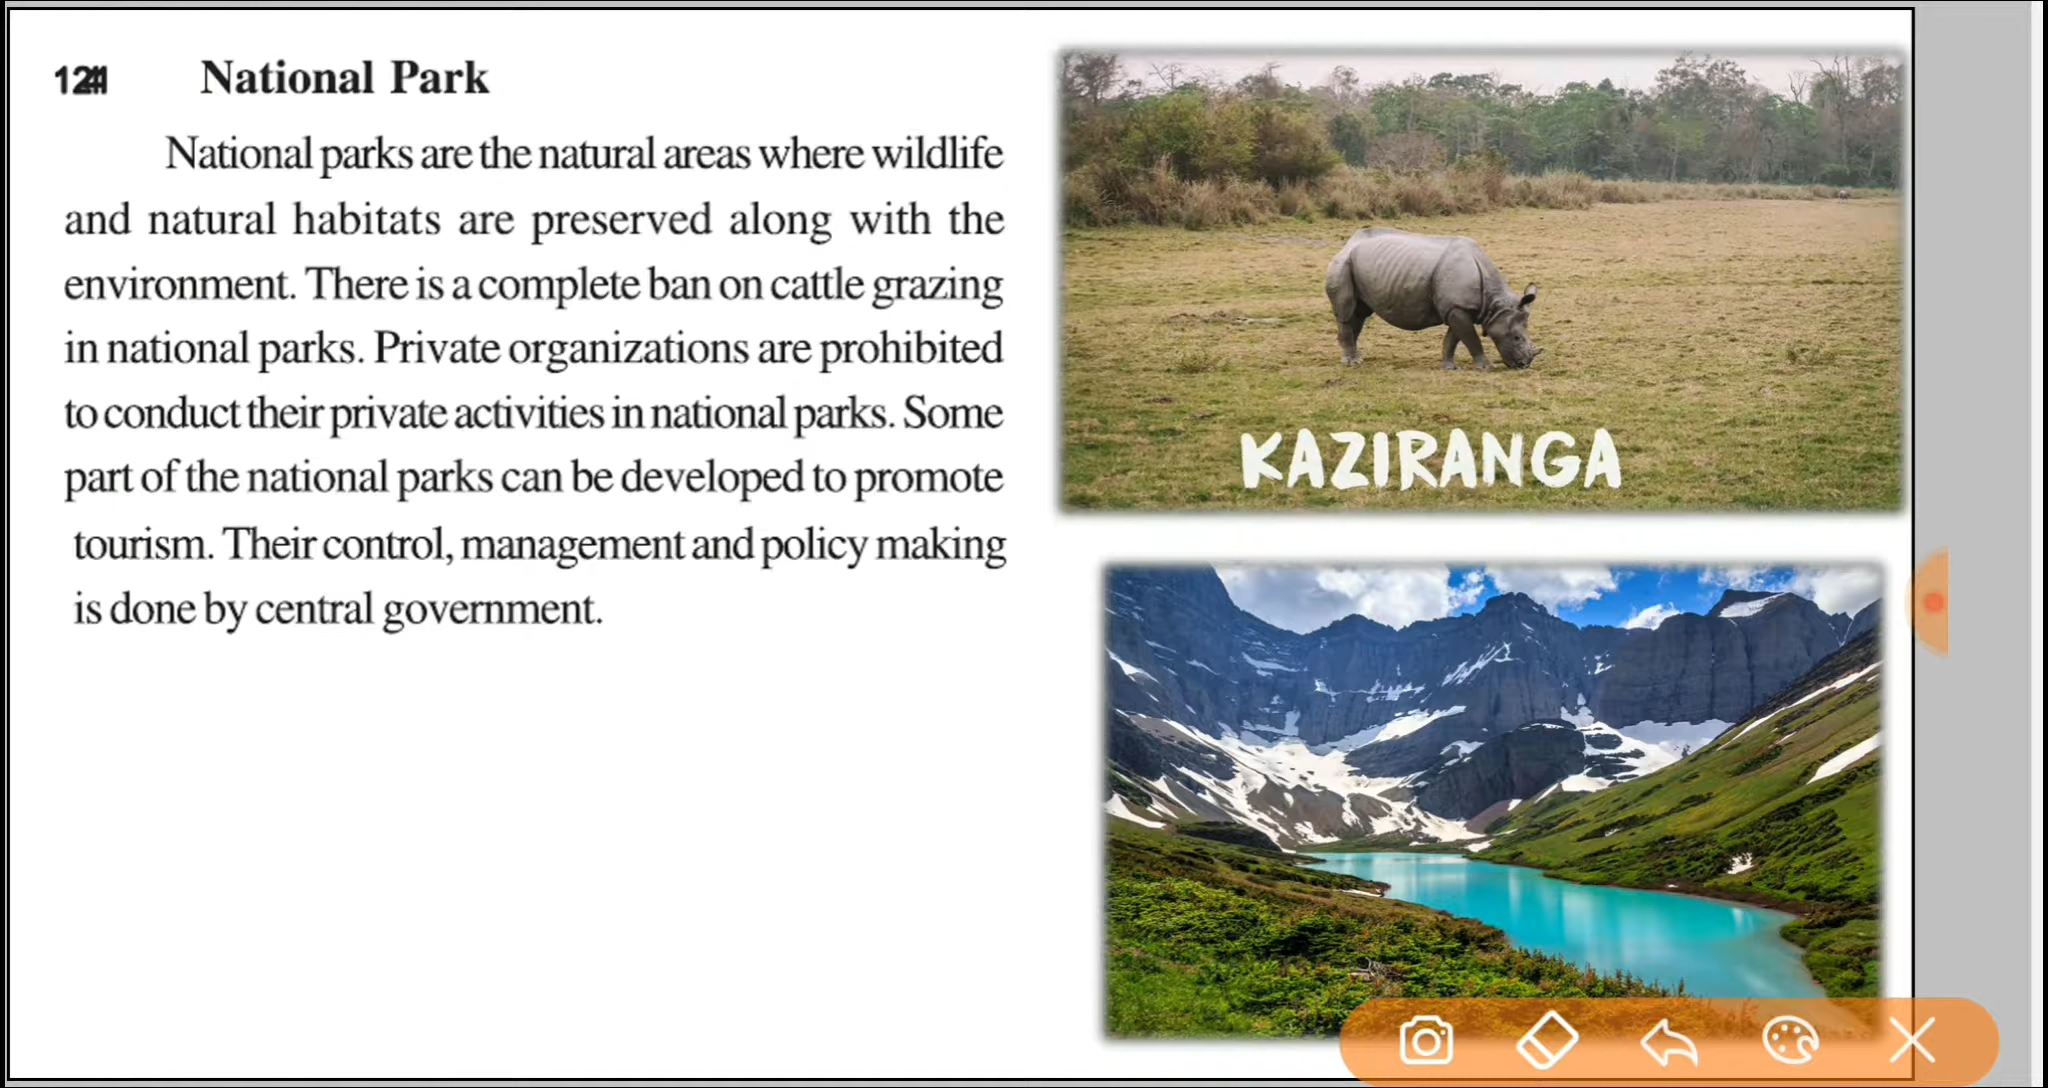 National Park
National parks are the natural areas where wildlife
and natural habitats are preserved along with the
environment. There is a complete ban on cattle grazing
in national parks. Private organizations are prohibited
to conduct their private activities in national parks. Some
part of the national parks can be developed to promote
tourism. Their control, management and policy making
is done by central government.
KAZIRANGA